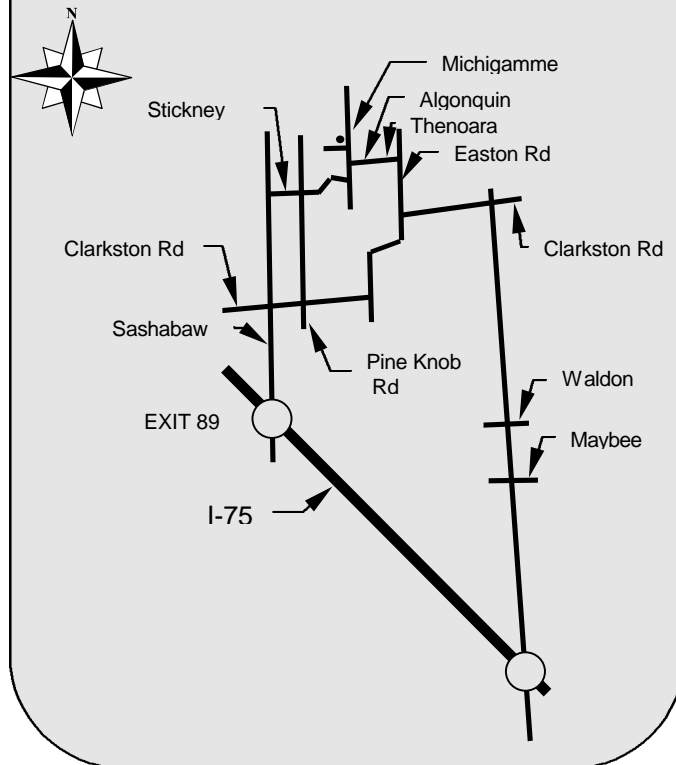 N
Michigamme
Algonquin
Stickney
Thenoara
Easton Rd
Clarkston Rd
Clarkston Rd
Sashabaw
Pine Knob
Rd
Waldon
EXIT 89
Maybee
I-75